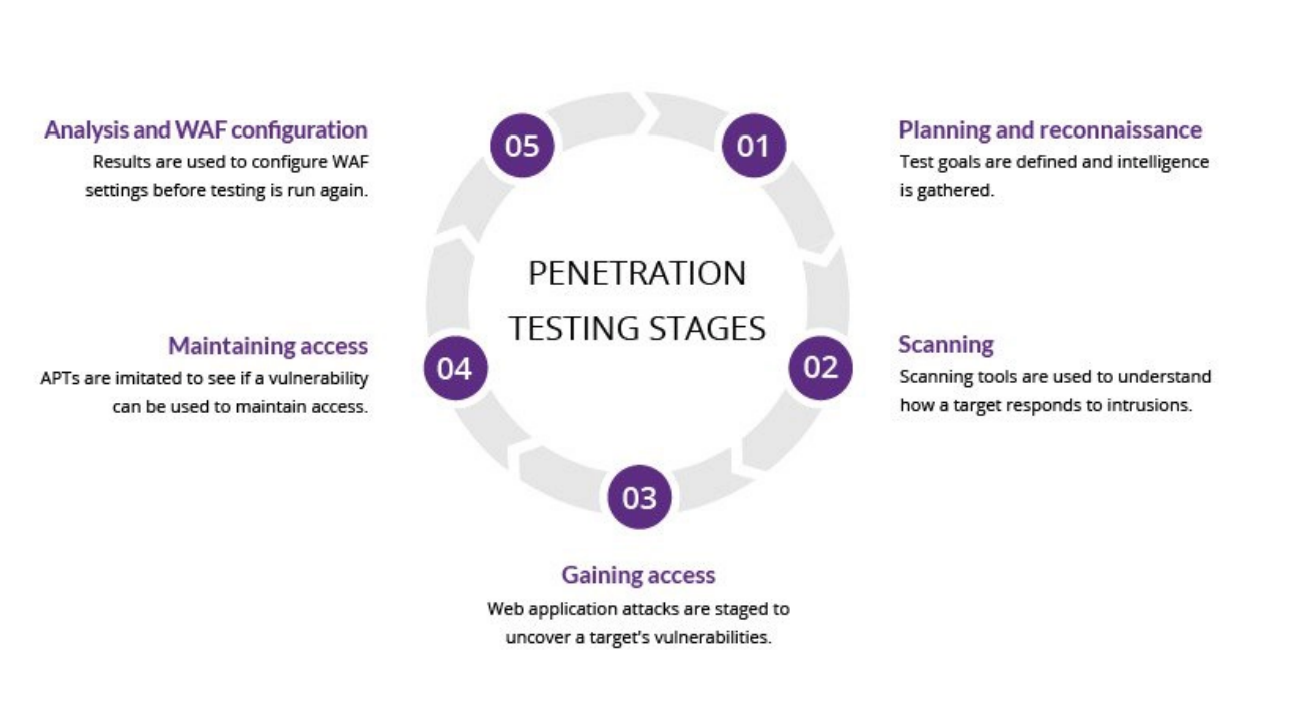 PENETRATION
TESTING STAGES
01
Planning and reconnaissance
Test goals are defined and intelligence
is gathered.
02
Scanning
Scanning tools are used to understand
how a target responds to intrusions.
03
Gaining access
Web application attacks are staged to
uncover a target's vulnerabilities.
04
Maintaining access
APTs are imitated to see if a vulnerability
can be used to maintain access.
05
Analysis and WAF configuration
Results are used to configure WAF
settings before testing is run again.